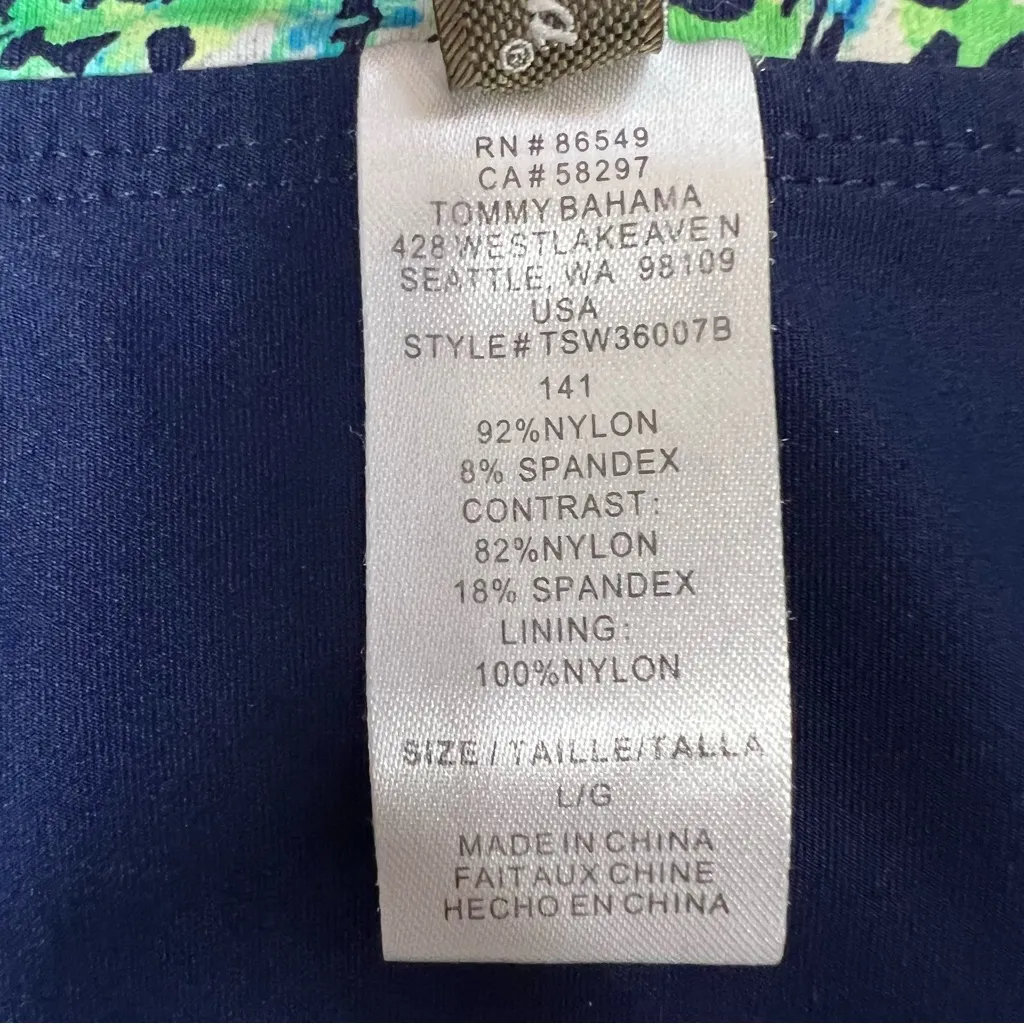 RN # 86549
CA# 58297
TOMMY BAHAMA
428 WESTLAKE AVE N
SEATTLE, WA 98109
USA
STYLE# TSW36007B
141
92%NYLON
8% SPANDEX
CONTRAST:
82%NYLON
18% SPANDEX
LINING:
100%NYLON
SIZE / TAILLE/TALLA
L/G
MADE IN CHINA
FAIT AUX CHINE
HECHO EN CHINA